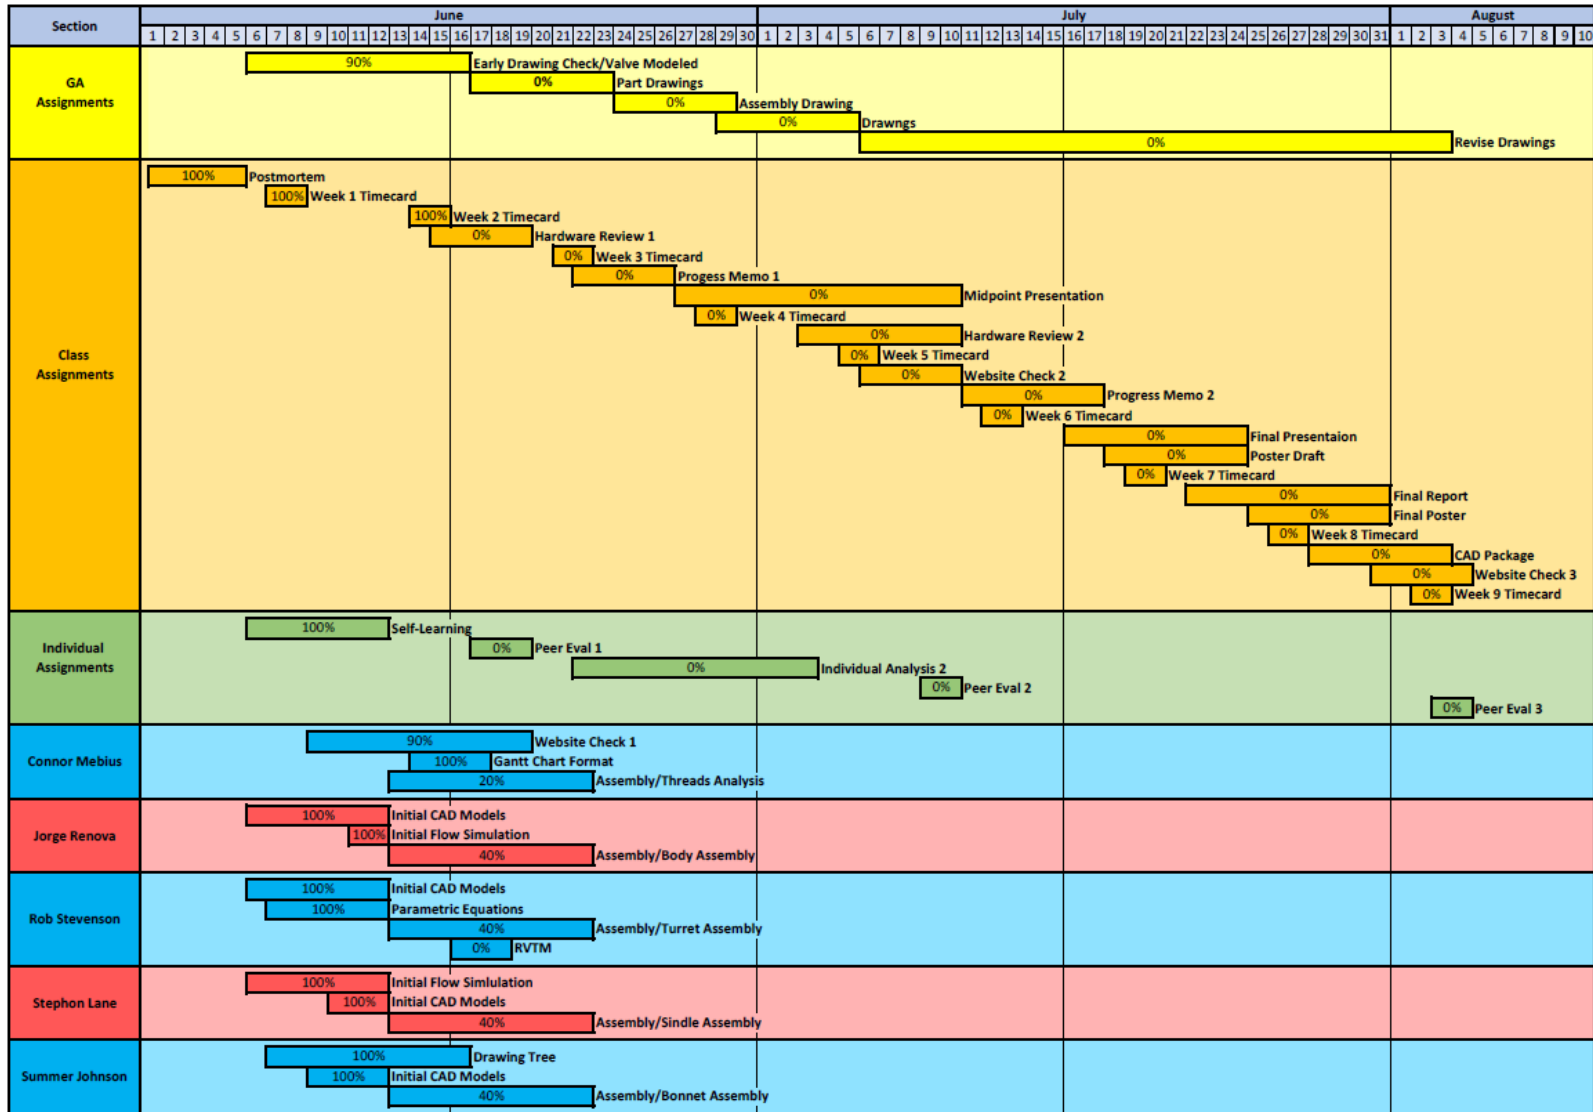 Section
June
July
August
1 2 3 4 5 6 7 8 9 10 11 12 13 14 15 16 17 18 19 20 21 22 23 24 25 26 27 28 29 30 1 2 3 4 5 6 7 8 9 10 11 12 13 14 15 16 17 18 19 20 21 22 23 24 25 26 27 28 29 30 31 1 2 3 4 5 6 7 8 9 10
GA
Assignments
90% Early Drawing Check/Valve Modeled
0% Part Drawings
0% Assembly Drawing
0% Drawngs
0% Revise Drawings
Class
Assignments
100% Postmortem
100% Week 1 Timecard
100% Week 2 Timecard
0% Hardware Review 1
0% Week 3 Timecard
0% Progess Memo 1
0% Midpoint Presentation
0% Week 4 Timecard
0% Hardware Review 2
0% Week 5 Timecard
0% Website Check 2
0% Progress Memo 2
0% Week 6 Timecard
0% Final Presentaion
0% Poster Draft
0% Week 7 Timecard
0% Final Report
0% Final Poster
0% Week 8 Timecard
0% CAD Package
0% Website Check 3
0% Week 9 Timecard
Individual
Assignments
100% Self-Learning
0% Peer Eval 1
0% Individual Analysis 2
0% Peer Eval 2
0% Peer Eval 3
Connor Mebius
90% Website Check 1
100% Gantt Chart Format
20% Assembly/Threads Analysis
Jorge Renova
100% Initial CAD Models
100% Initial Flow Simulation
40% Assembly/Body Assembly
Rob Stevenson
100% Initial CAD Models
100% Parametric Equations
40% Assembly/Turret Assembly
0% RVTM
Stephon Lane
100% Initial Flow Simlulation
100% Initial CAD Models
40% Assembly/Sindle Assembly
Summer Johnson
100% Drawing Tree
100% Initial CAD Models
40% Assembly/Bonnet Assembly